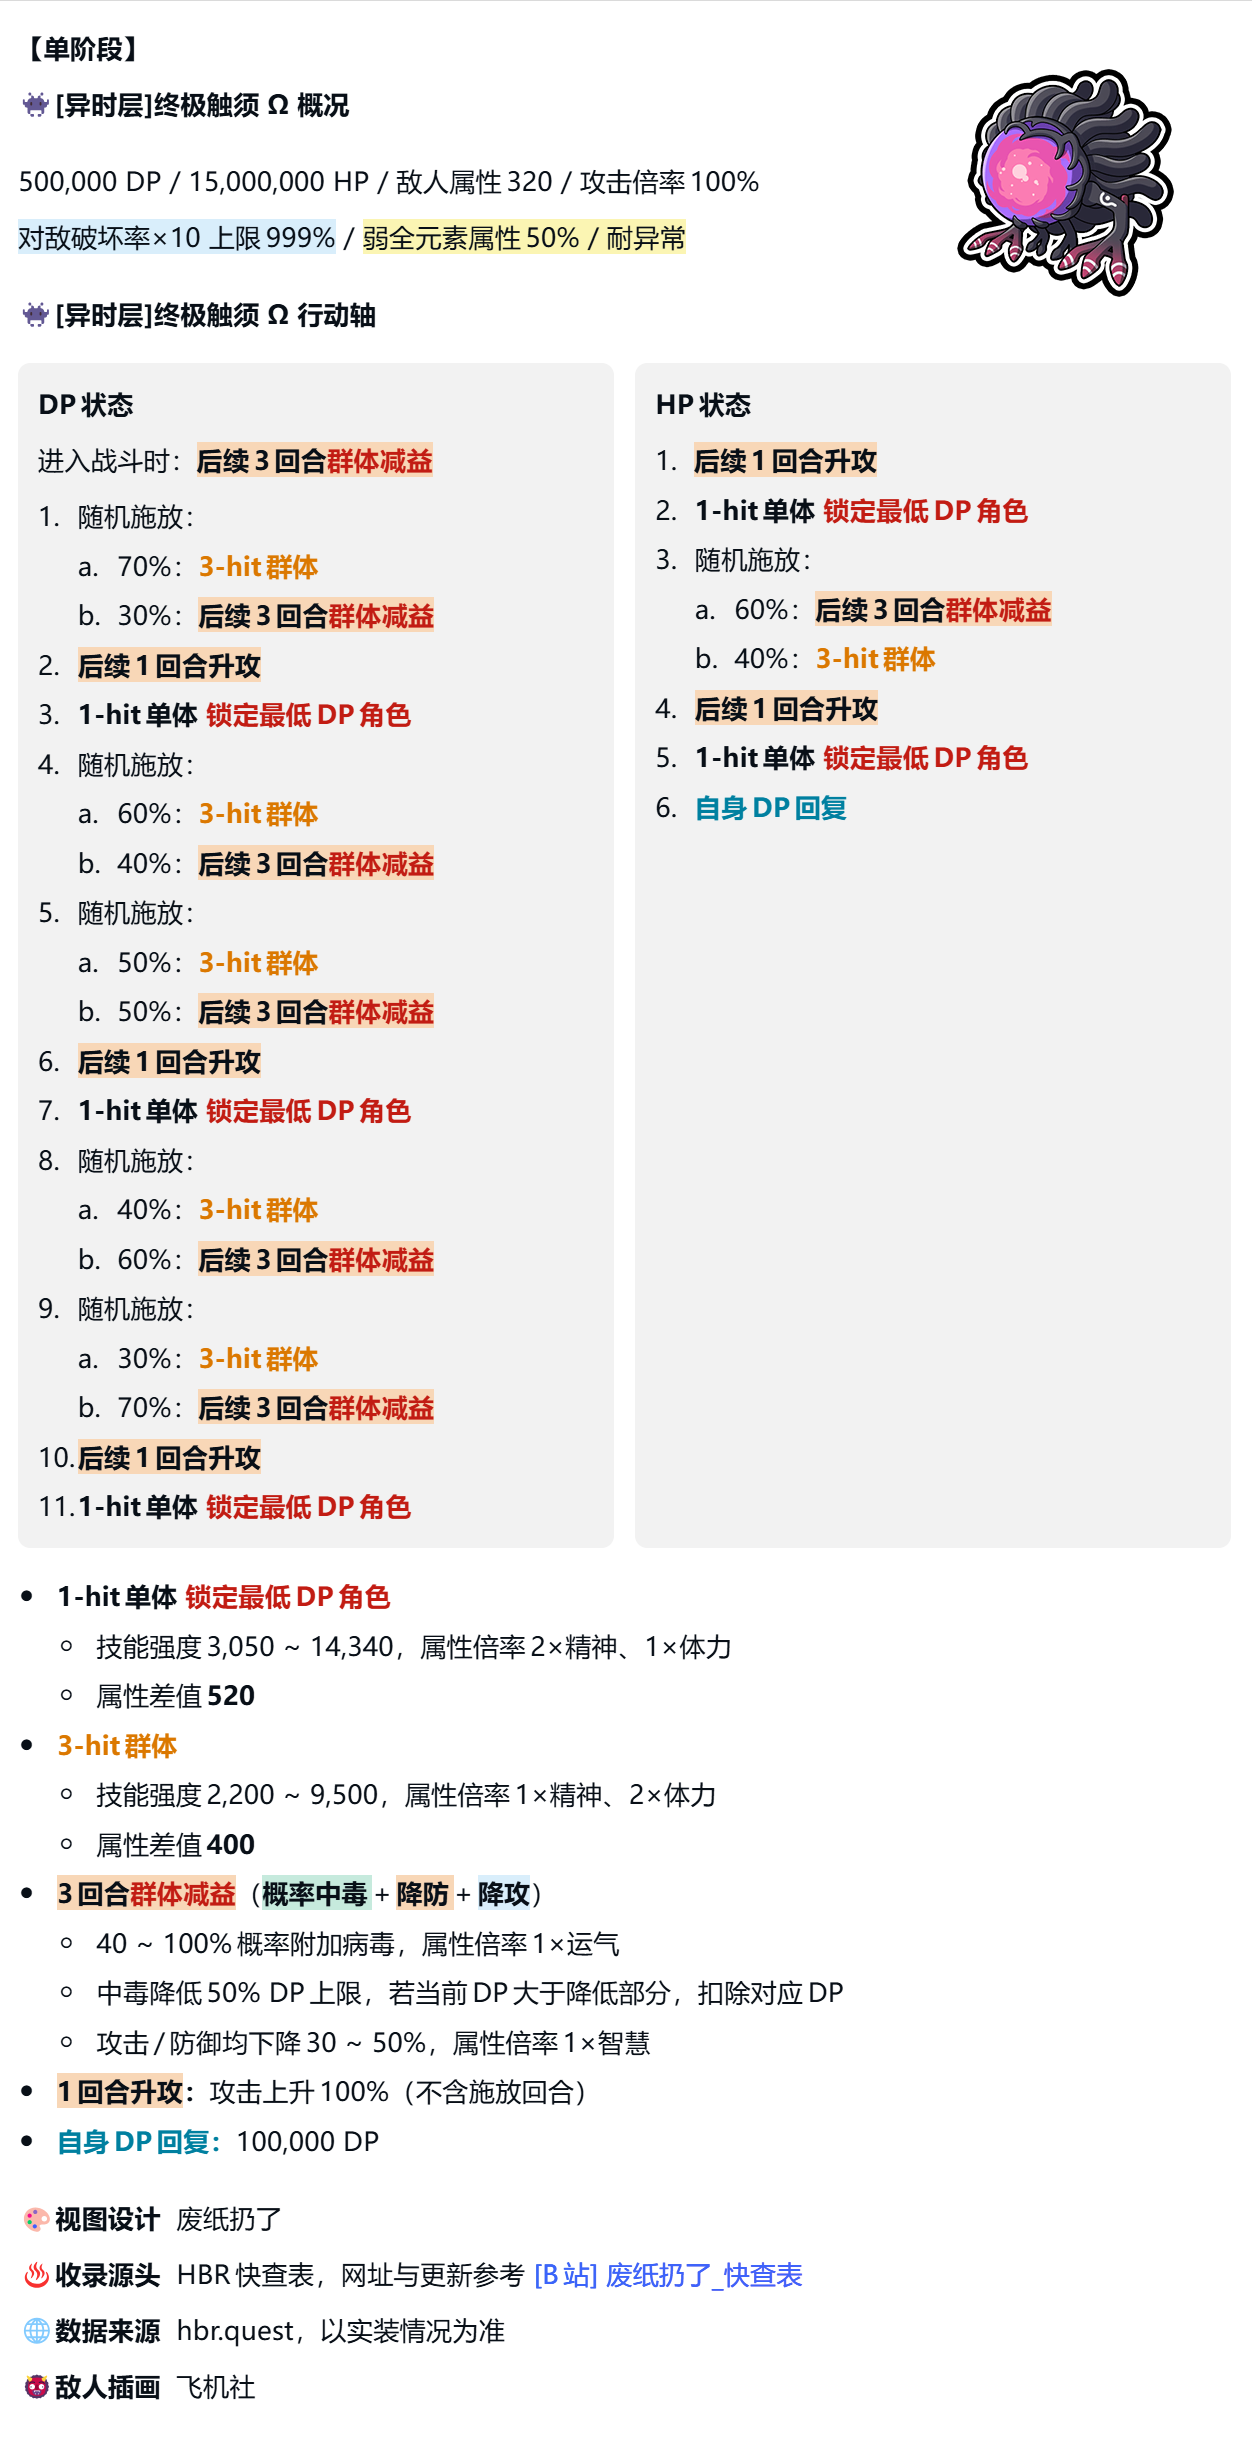 【单阶段】
[异时层]终极触须 Ω 概况
500,000 DP / 15,000,000 HP / 敌人属性 320 / 攻击倍率 100%
对敌破坏率×10 上限 999% / 弱全元素属性 50% / 耐异常
[异时层]终极触须 Ω 行动轴
DP 状态
进入战斗时：后续 3 回合群体减益
1. 随机施放：
a. 70%：3-hit 群体
b. 30%：后续 3 回合群体减益
2. 后续 1 回合升攻
3. 1-hit 单体 锁定最低 DP 角色
4. 随机施放：
a. 60%：3-hit 群体
b. 40%：后续 3 回合群体减益
5. 随机施放：
a. 50%：3-hit 群体
b. 50%：后续 3 回合群体减益
6. 后续 1 回合升攻
7. 1-hit 单体 锁定最低 DP 角色
8. 随机施放：
a. 40%：3-hit 群体
b. 60%：后续 3 回合群体减益
9. 随机施放：
a. 30%：3-hit 群体
b. 70%：后续 3 回合群体减益
10. 后续 1 回合升攻
11. 1-hit 单体 锁定最低 DP 角色
HP 状态
1. 后续 1 回合升攻
2. 1-hit 单体 锁定最低 DP 角色
3. 随机施放：
a. 60%：后续 3 回合群体减益
b. 40%：3-hit 群体
4. 后续 1 回合升攻
5. 1-hit 单体 锁定最低 DP 角色
6. 自身 DP 回复
• 1-hit 单体 锁定最低 DP 角色
○ 技能强度 3,050 ~ 14,340，属性倍率 2×精神、1×体力
○ 属性差值 520
• 3-hit 群体
○ 技能强度 2,200 ~ 9,500，属性倍率 1×精神、2×体力
○ 属性差值 400
• 3 回合群体减益（概率中毒 + 降防 + 降攻）
○ 40 ~ 100% 概率附加病毒，属性倍率 1×运气
○ 中毒降低 50% DP 上限，若当前 DP 大于降低部分，扣除对应 DP
○ 攻击 / 防御均下降 30 ~ 50%，属性倍率 1×智慧
• 1 回合升攻：攻击上升 100%（不含施放回合）
• 自身 DP 回复：100,000 DP
视图设计 废纸扔了
收录源头 HBR 快查表，网址与更新参考 [B 站] 废纸扔了_快查表
数据来源 hbr.quest，以实装情况为准
敌人插画 飞机社